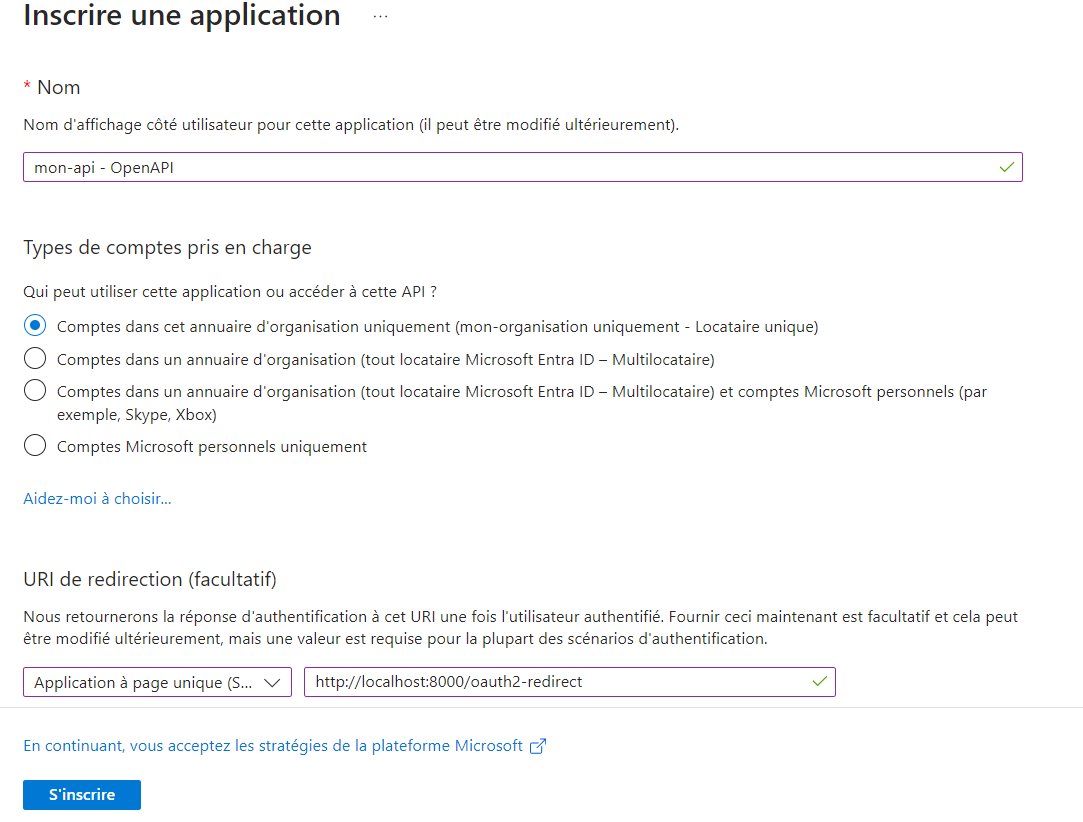 Inscrire une application ...
* Nom
Nom d'affichage côté utilisateur pour cette application (il peut être modifié ultérieurement).
mon-api - OpenAPI
Types de comptes pris en charge
Qui peut utiliser cette application ou accéder à cette API ?
Comptes dans cet annuaire d'organisation uniquement (mon-organisation uniquement - Locataire unique)
Comptes dans un annuaire d'organisation (tout locataire Microsoft Entra ID – Multilocataire)
Comptes dans un annuaire d'organisation (tout locataire Microsoft Entra ID – Multilocataire) et comptes Microsoft personnels (par
exemple, Skype, Xbox)
Comptes Microsoft personnels uniquement
Aidez-moi à choisir...
URI de redirection (facultatif)
Nous retournerons la réponse d'authentification à cet URI une fois l'utilisateur authentifié. Fournir ceci maintenant est facultatif et cela peut
être modifié ultérieurement, mais une valeur est requise pour la plupart des scénarios d'authentification.
Application à page unique (S... http://localhost:8000/oauth2-redirect
En continuant, vous acceptez les stratégies de la plateforme Microsoft
S'inscrire